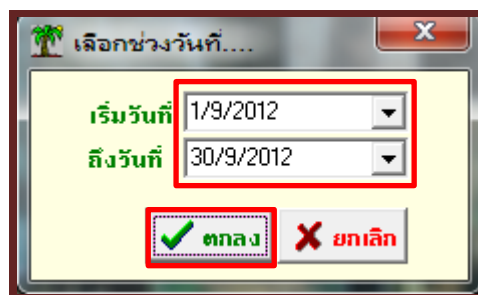 เลือกช่วงวันที่....
เริ่มวันที่ 1/9/2012
ถึงวันที่ 30/9/2012
ตกลง ยกเลิก